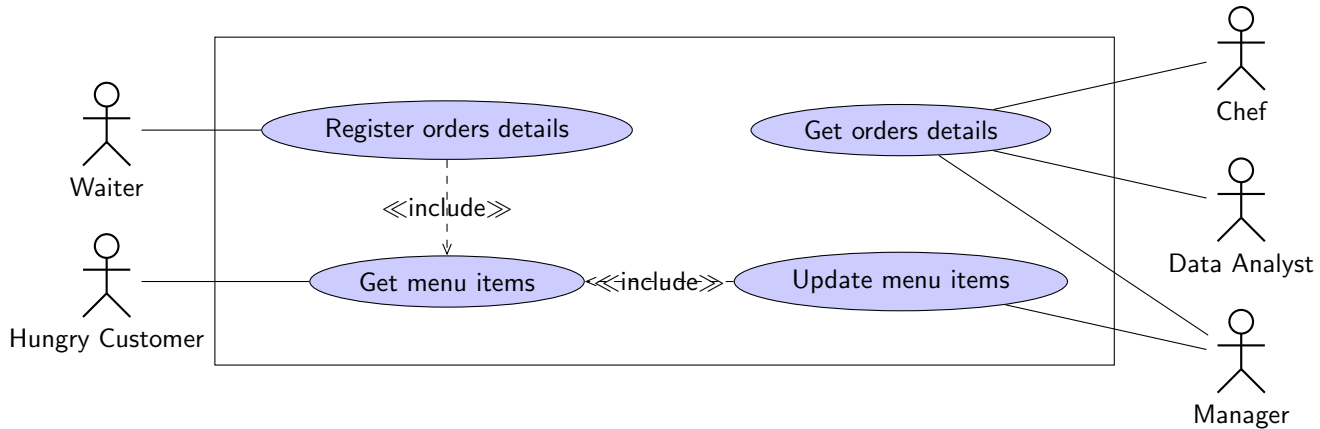 Chef
Register orders details
Get orders details
Waiter
≪include≫
Data Analyst
Get menu items
≪include≫
Update menu items
Hungry Customer
Manager